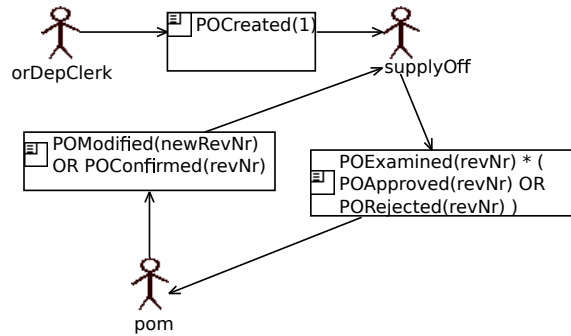 POCreated(1)
orDepClerk
supplyOff
POModified(newRevNr)
OR POConfirmed(revNr)
POExamined(revNr) * (
POApproved(revNr) OR
PORejected(revNr) )
pom